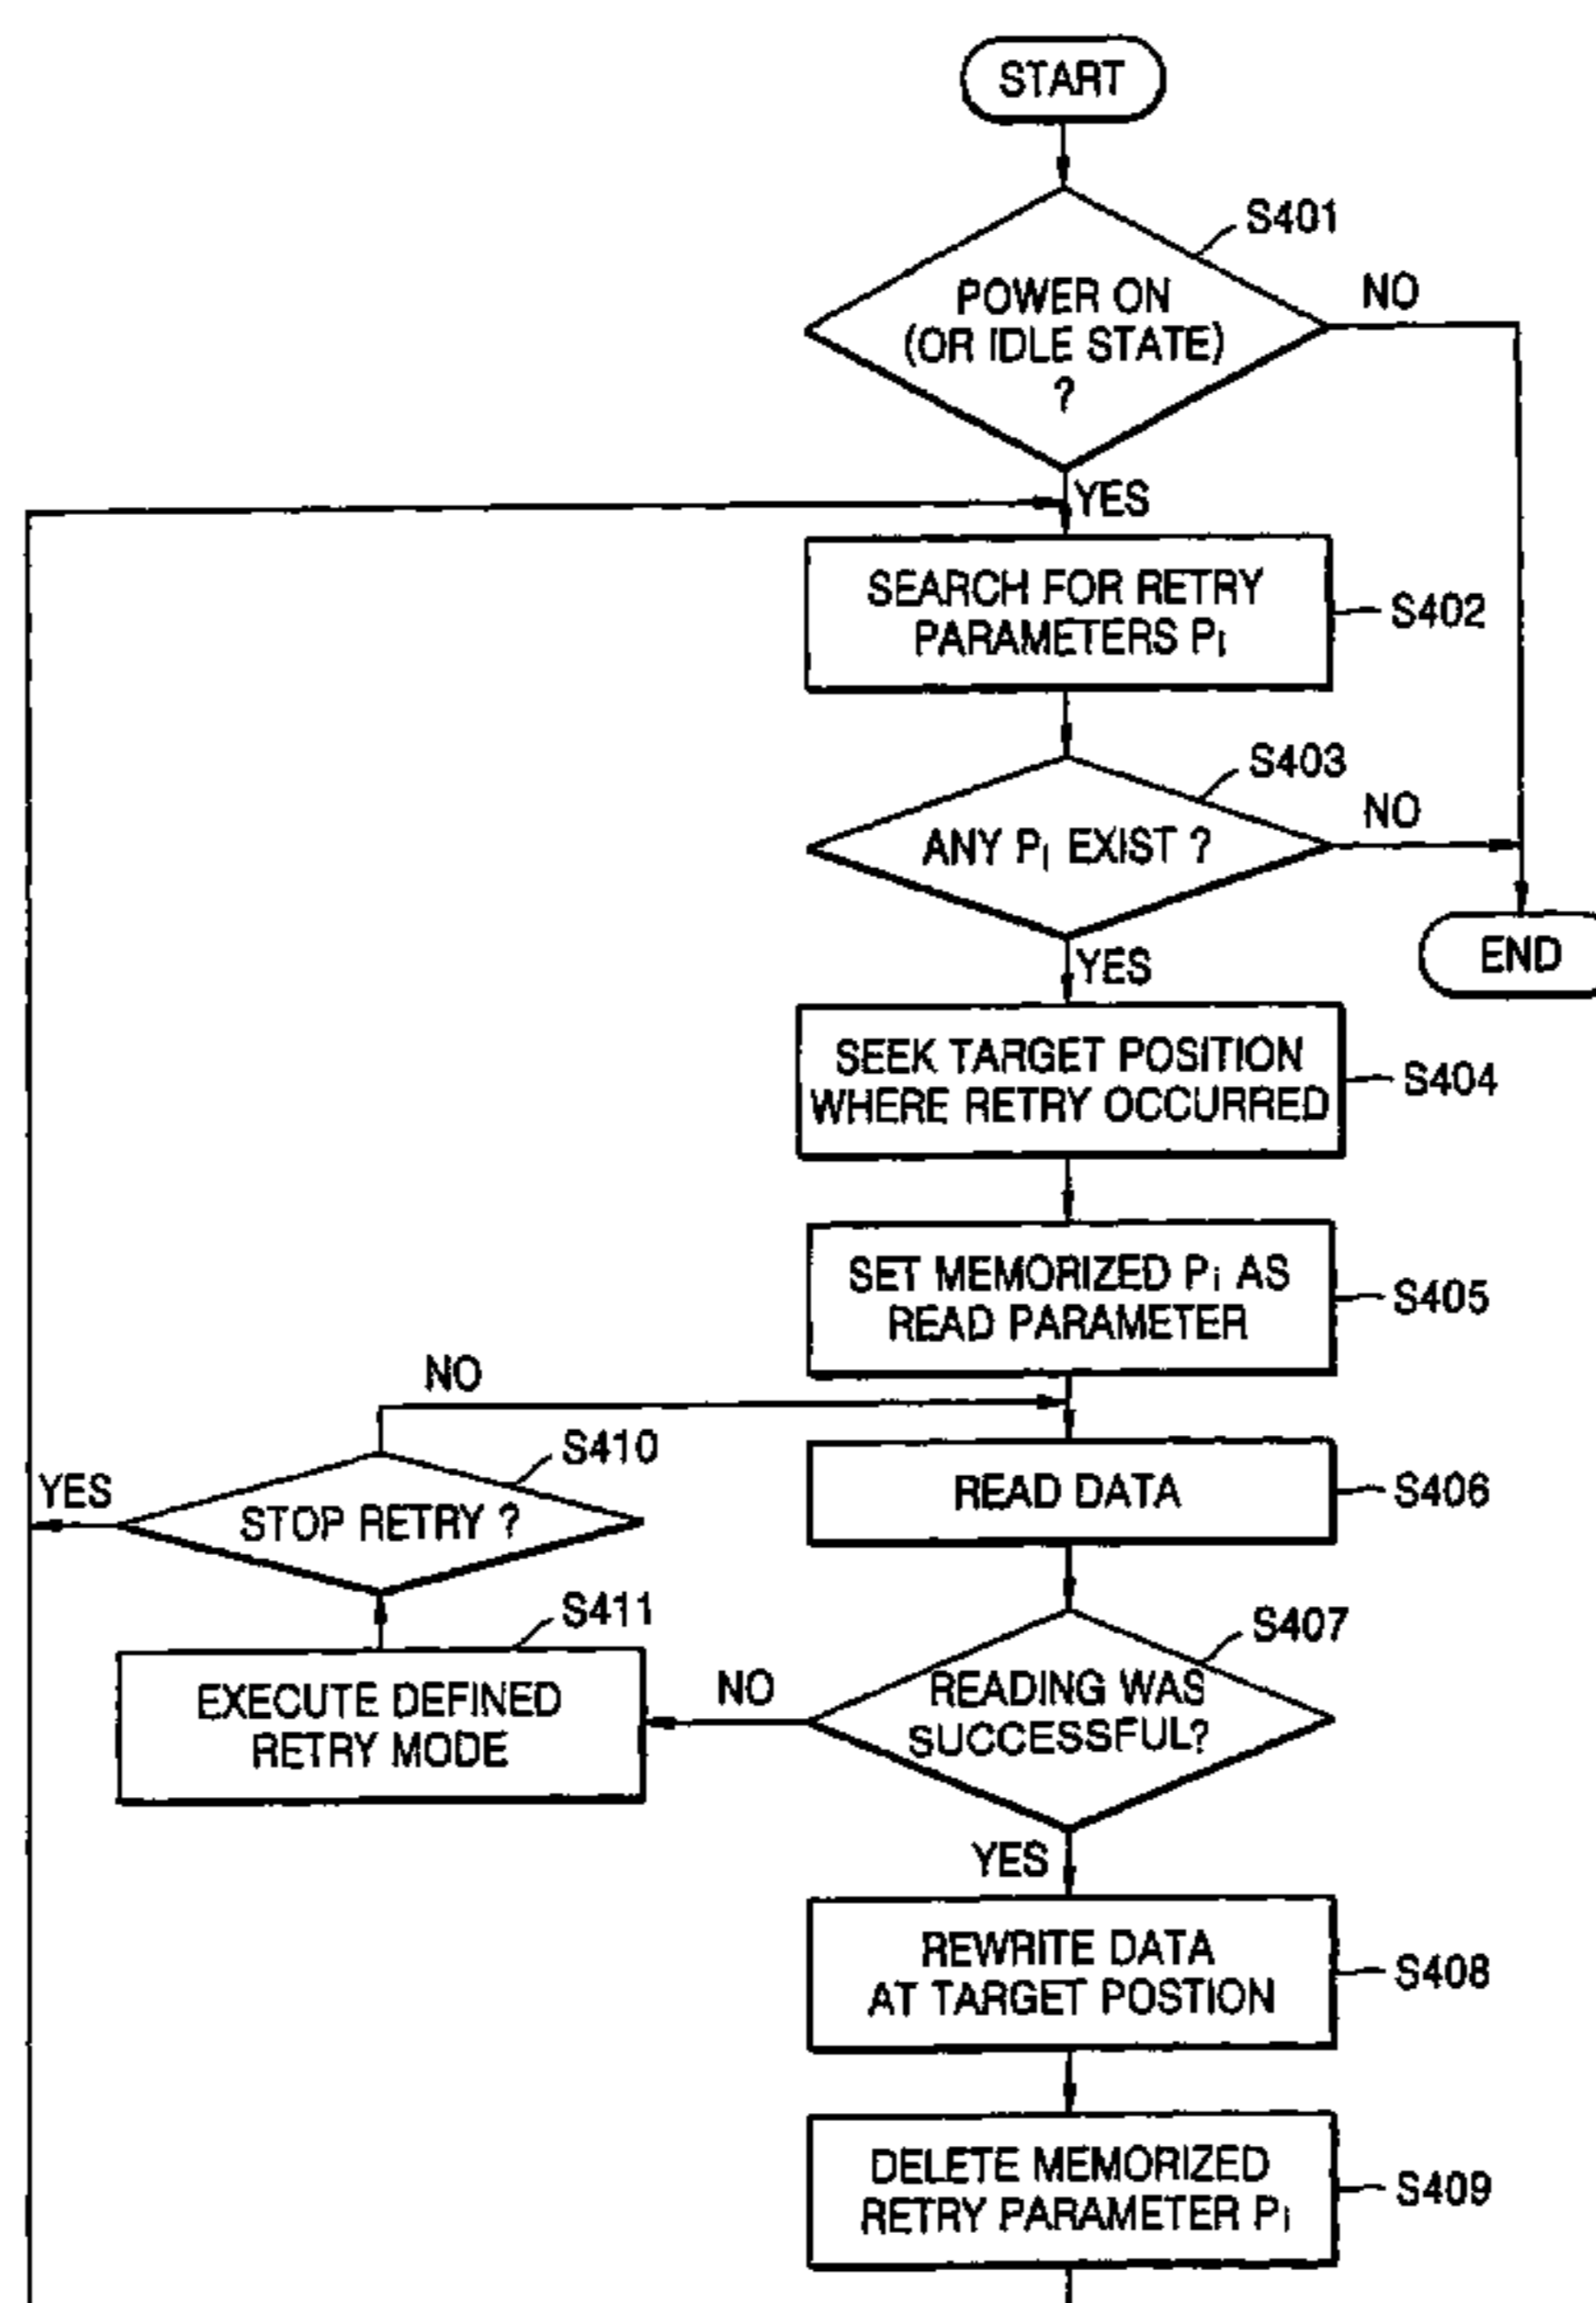 START
S401
POWER ON
(OR IDLE STATE)
?
NO
YES
SEARCH FOR RETRY
PARAMETERS Pi
S402
S403
ANY Pi EXIST ?
NO
YES
END
SEEK TARGET POSITION
WHERE RETRY OCCURRED
S404
SET MEMORIZED Pi AS
READ PARAMETER
S405
NO
S410
YES
STOP RETRY ?
READ DATA
S406
S411
EXECUTE DEFINED
RETRY MODE
NO
S407
READING WAS
SUCCESSFUL?
YES
REWRITE DATA
AT TARGET POSTION
S408
DELETE MEMORIZED
RETRY PARAMETER Pi
S409